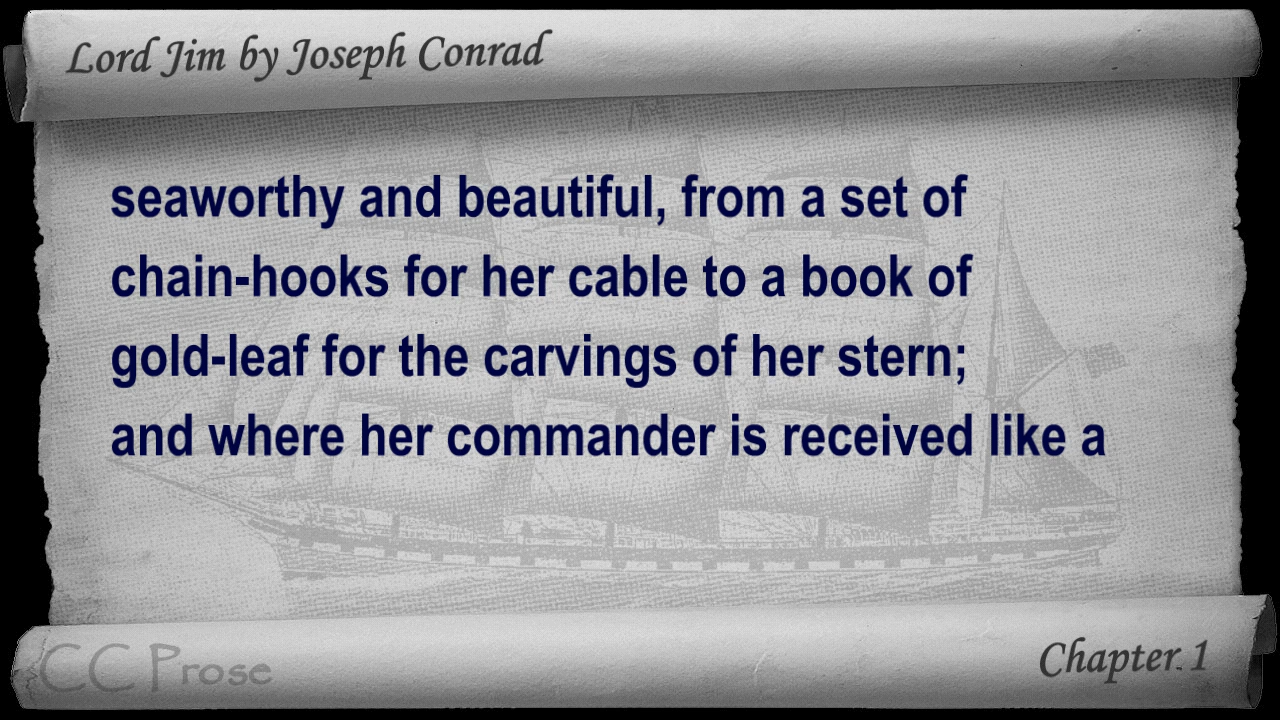 Lord Jim by Joseph Conrad
seaworthy and beautiful, from a set of
chain-hooks for her cable to a book of
gold-leaf for the carvings of her stern;
and where her commander is received like a
CC Prose
Chapter 1